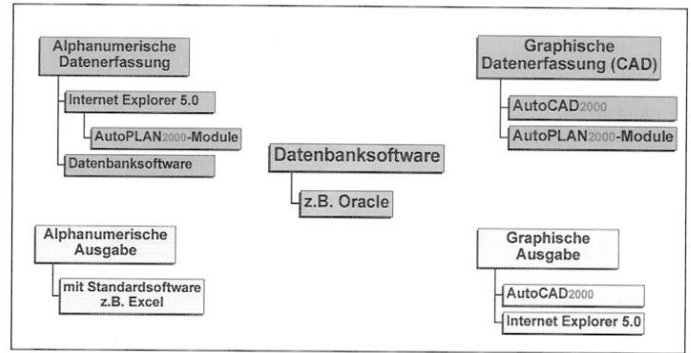 Alphanumerische
Datenerfassung
Internet Explorer 5.0
AutoPLAN2000-Module
Datenbanksoftware
Graphische
Datenerfassung (CAD)
AutoCAD2000
AutoPLAN2000-Module
Datenbanksoftware
z.B. Oracle
Alphanumerische
Ausgabe
mit Standardsoftware
z.B. Excel
Graphische
Ausgabe
AutoCAD2000
Internet Explorer 5.0